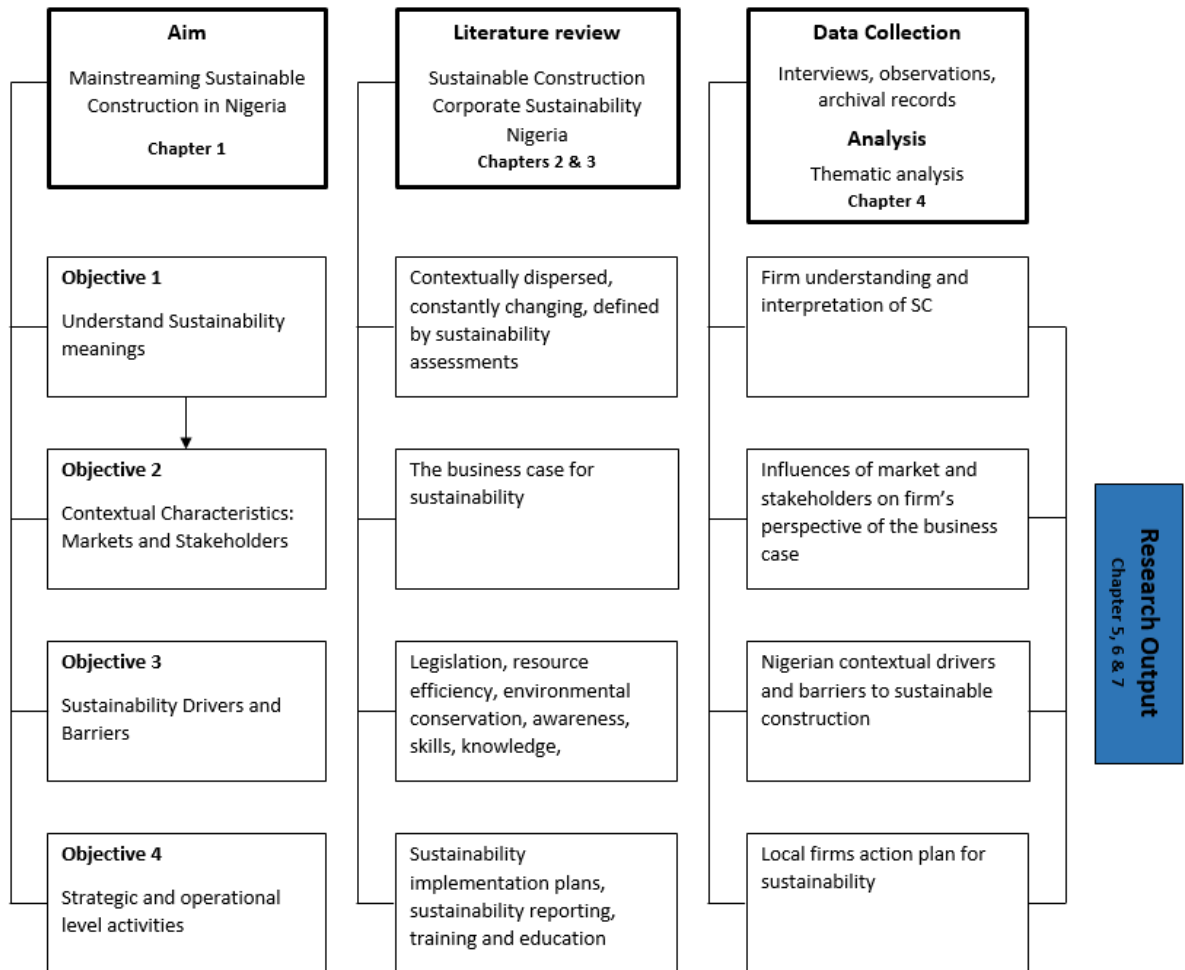 Aim
Mainstreaming Sustainable
Construction in Nigeria
Chapter 1
Literature review
Sustainable Construction
Corporate Sustainability
Nigeria
Chapters 2 & 3
Data Collection
Interviews, observations,
archival records
Analysis
Thematic analysis
Chapter 4
Objective 1
Understand Sustainability
meanings
Contextually dispersed,
constantly changing, defined
by sustainability
assessments
Firm understanding and
interpretation of SC
Objective 2
Contextual Characteristics:
Markets and Stakeholders
The business case for
sustainability
Influences of market and
stakeholders on firm’s
perspective of the business
case
Objective 3
Sustainability Drivers and
Barriers
Legislation, resource
efficiency, environmental
conservation, awareness,
skills, knowledge,
Nigerian contextual drivers
and barriers to sustainable
construction
Objective 4
Strategic and operational
level activities
Sustainability
implementation plans,
sustainability reporting,
training and education
Local firms action plan for
sustainability
Research Output
Chapter 5, 6 & 7